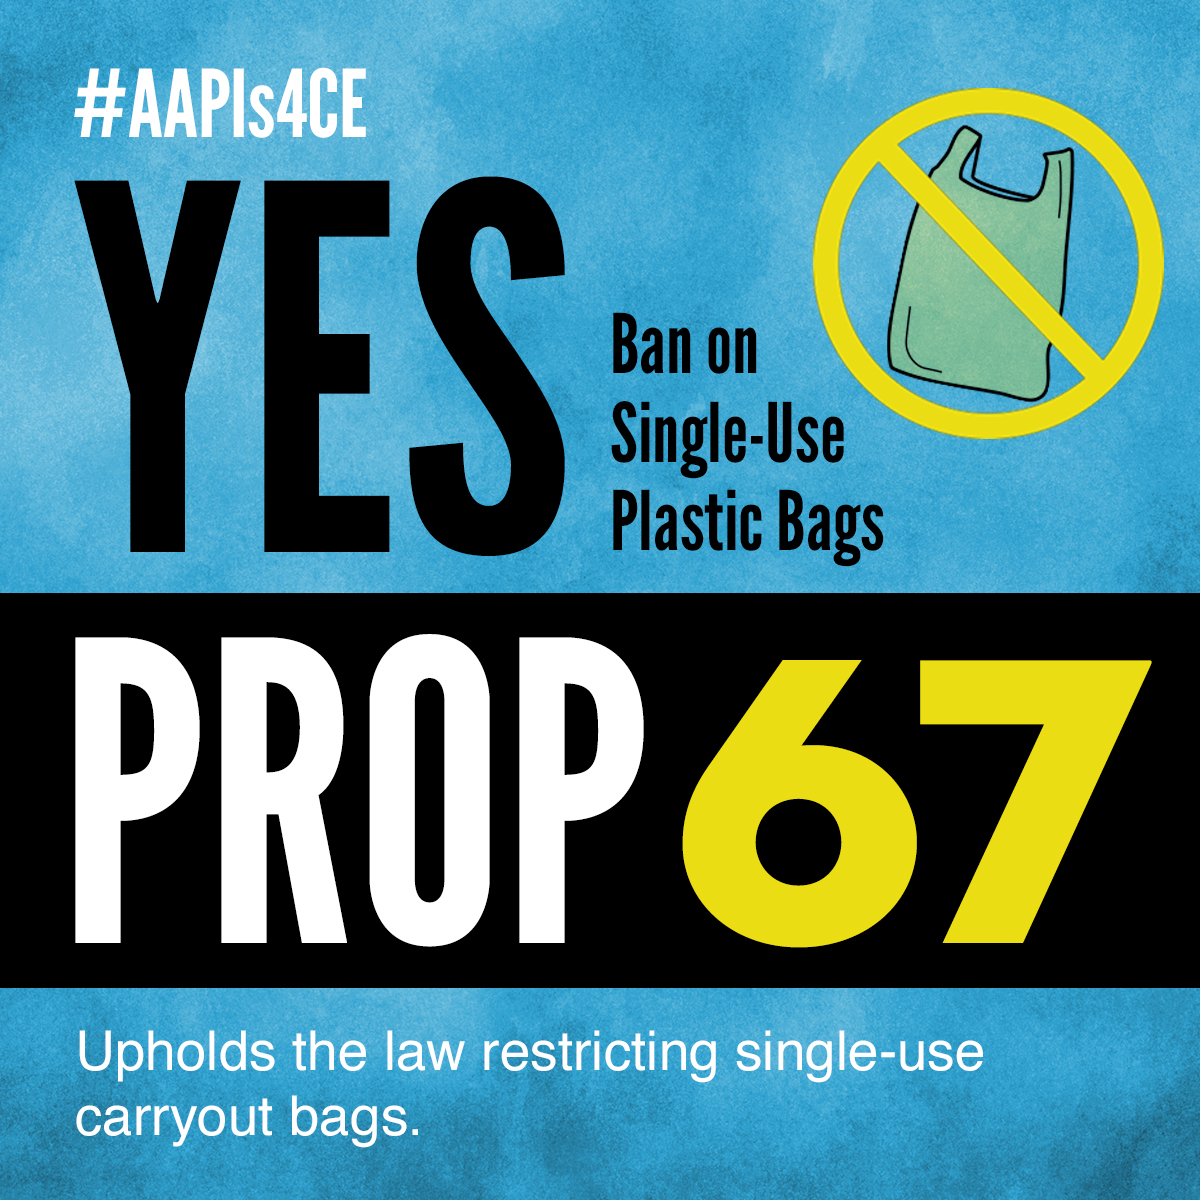 #AAPIs4CE
YES
Ban on
Single-Use
Plastic Bags
PROP 67
Upholds the law restricting single-use
carryout bags.